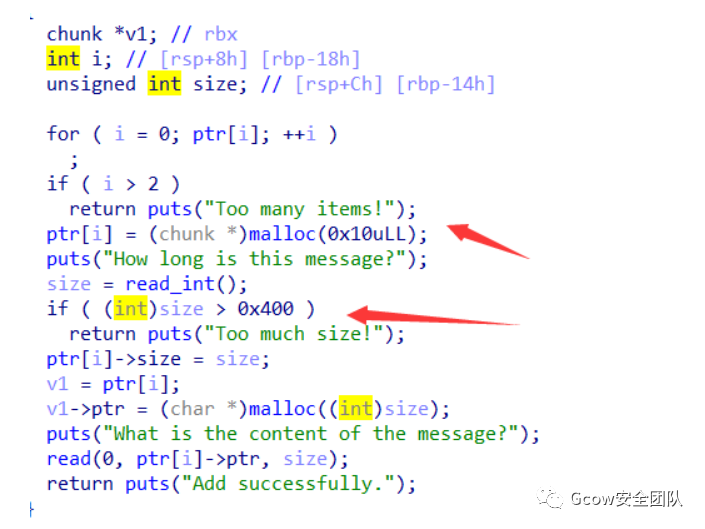 chunk *v1; // rbx
int i; // [rsp+8h] [rbp-18h]
unsigned int size; // [rsp+Ch] [rbp-14h]
for ( i = 0; ptr[i]; ++i )
;
if ( i > 2 )
return puts("Too many items!");
ptr[i] = (chunk *)malloc(0x10uLL);
puts("How long is this message?");
size = read_int();
if ( (int)size > 0x400 )
return puts("Too much size!");
ptr[i]->size = size;
v1 = ptr[i];
v1->ptr = (char *)malloc((int)size);
puts("What is the content of the message?");
read(0, ptr[i]->ptr, size);
return puts("Add successfully.");
}
Gcow安全团队